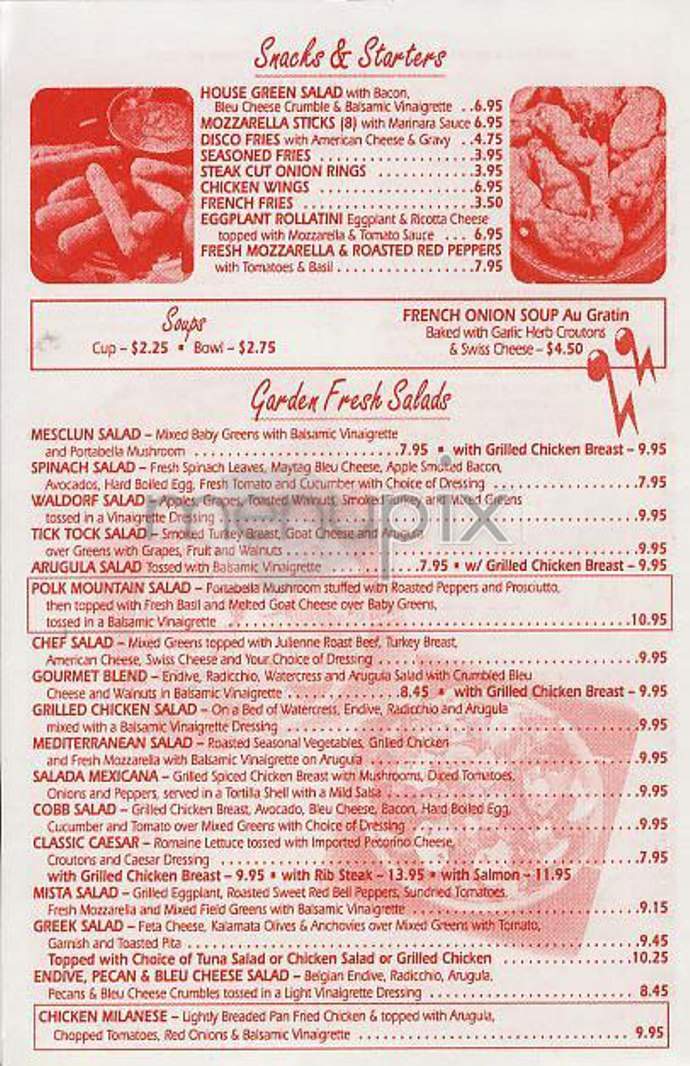 Snacks & Starters
HOUSE GREEN SALAD with Bacon,
Bleu Cheese Crumble & Balsamic Vinaigrette ..6.95
MOZZARELLA STICKS (8) with Marinara Sauce 6.95
DISCO FRIES with American Cheese & Gravy ..4.75
SEASONED FRIES ....................3.95
STEAK CUT ONION RINGS ............3.95
CHICKEN WINGS ....................6.95
FRENCH FRIES ......................3.50
EGGPLANT ROLLATINI Eggplant & Ricotta Cheese
topped with Mozzarella & Tomato Sauce ... 6.95
FRESH MOZZARELLA & ROASTED RED PEPPERS
with Tomatoes & Basil .................7.95
Soups
Cup – $2.25 • Bowl – $2.75
FRENCH ONION SOUP Au Gratin
Baked with Garlic Herb Croutons
& Swiss Cheese – $4.50
Garden Fresh Salads
MESCLUN SALAD – Mixed Baby Greens with Balsamic Vinaigrette
and Portabella Mushroom .........................7.95 • with Grilled Chicken Breast – 9.95
SPINACH SALAD – Fresh Spinach Leaves, Maytag Bleu Cheese, Apple Smoked Bacon,
Avocados, Hard Boiled Egg, Fresh Tomato and Cucumber with Choice of Dressing .................7.95
WALDORF SALAD – Apples, Grapes, Toasted Walnuts, Smoked Turkey and Mixed Greens
tossed in a Vinaigrette Dressing ..................................................9.95
TICK TOCK SALAD – Smoked Turkey Breast, Goat Cheese and Arugula
over Greens with Grapes, Fruit and Walnuts ..........................................9.95
ARUGULA SALAD Tossed with Balsamic Vinaigrette ............7.95 • w/ Grilled Chicken Breast – 9.95
menupix
POLK MOUNTAIN SALAD – Portabella Mushroom stuffed with Roasted Peppers and Prosciutto,
then topped with Fresh Basil and Melted Goat Cheese over Baby Greens,
tossed in a Balsamic Vinaigrette ..................................................10.95
CHEF SALAD – Mixed Greens topped with Julienne Roast Beef, Turkey Breast,
American Cheese, Swiss Cheese and Your Choice of Dressing ...............................9.95
GOURMET BLEND – Endive, Radicchio, Watercress and Arugula Salad with Crumbled Bleu
Cheese and Walnuts in Balsamic Vinaigrette ..............8.45 • with Grilled Chicken Breast – 9.95
GRILLED CHICKEN SALAD – On a Bed of Watercress, Endive, Radicchio and Arugula
mixed with a Balsamic Vinaigrette Dressing ..........................................9.95
MEDITERRANEAN SALAD – Roasted Seasonal Vegetables, Grilled Chicken
and Fresh Mozzarella with Balsamic Vinaigrette on Arugula ................................9.95
SALADA MEXICANA – Grilled Spiced Chicken Breast with Mushrooms, Diced Tomatoes,
Onions and Peppers, served in a Tortilla Shell with a Mild Salsa ..............................9.95
COBB SALAD – Grilled Chicken Breast, Avocado, Bleu Cheese, Bacon, Hard Boiled Egg,
Cucumber and Tomato over Mixed Greens with Choice of Dressing ............................9.95
CLASSIC CAESAR – Romaine Lettuce tossed with Imported Pecorino Cheese,
Croutons and Caesar Dressing ..................................................7.95
with Grilled Chicken Breast – 9.95 • with Rib Steak – 13.95 • with Salmon – 11.95
MISTA SALAD – Grilled Eggplant, Roasted Sweet Red Bell Peppers, Sundried Tomatoes,
Fresh Mozzarella and Mixed Field Greens with Balsamic Vinaigrette ............................9.15
GREEK SALAD – Feta Cheese, Kalamata Olives & Anchovies over Mixed Greens with Tomato,
Garnish and Toasted Pita ......................................................9.45
Topped with Choice of Tuna Salad or Chicken Salad or Grilled Chicken .................10.25
ENDIVE, PECAN & BLEU CHEESE SALAD – Belgian Endive, Radicchio, Arugula,
Pecans & Bleu Cheese Crumbles tossed in a Light Vinaigrette Dressing .......................... 8.45
CHICKEN MILANESE – Lightly Breaded Pan Fried Chicken & topped with Arugula,
Chopped Tomatoes, Red Onions & Balsamic Vinaigrette .................................. 9.95